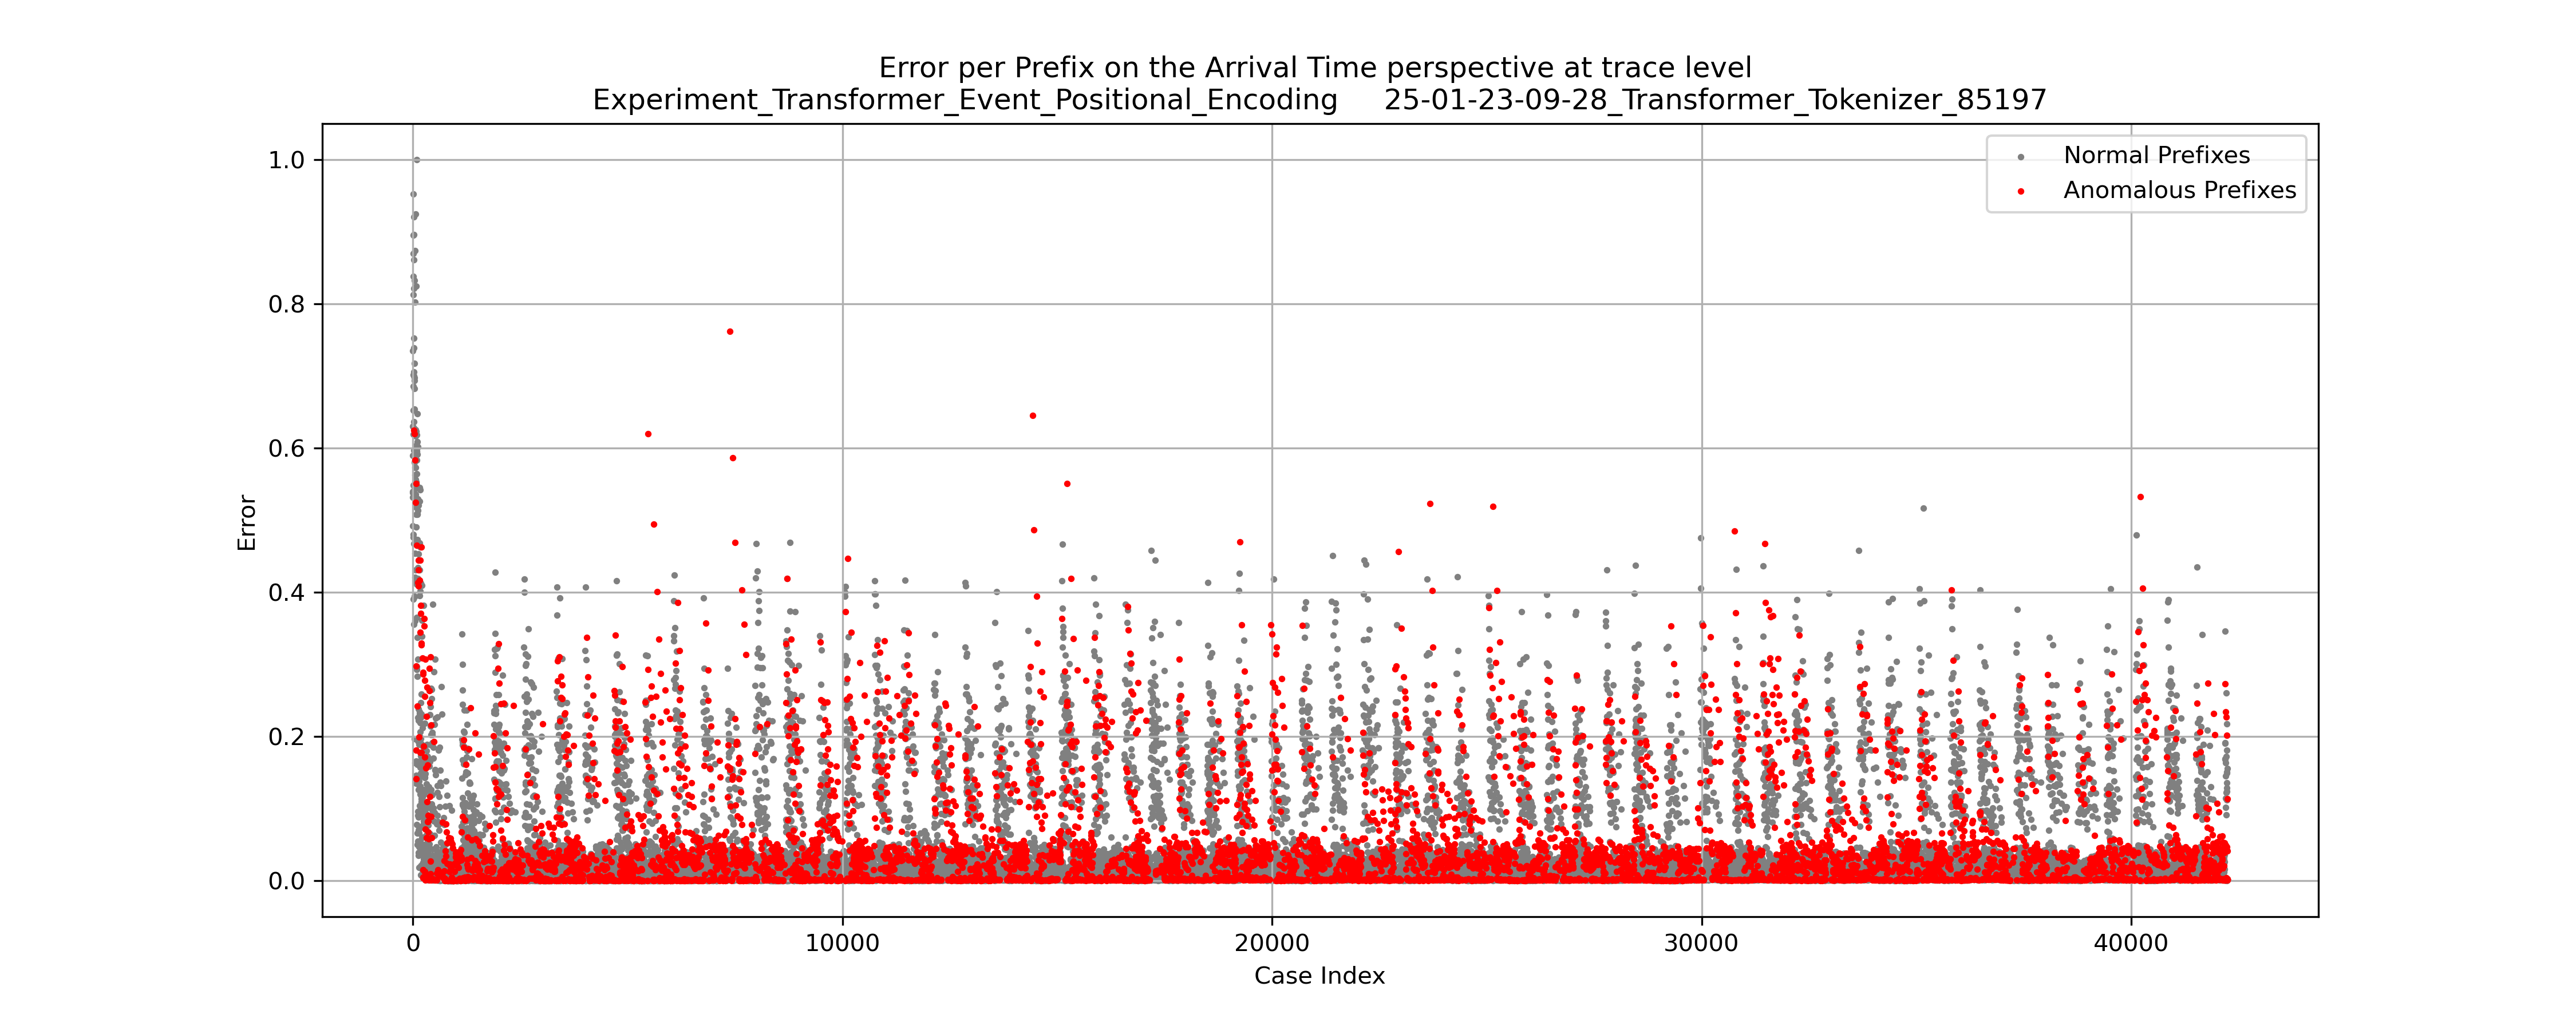 Error per Prefix on the Arrival Time perspective at trace level
Experiment_Transformer_Event_Positional_Encoding     25-01-23-09-28_Transformer_Tokenizer_85197
Normal Prefixes
Anomalous Prefixes
1.0
0.8
0.6
0.4
0.2
0.0
Error
0 10000 20000 30000 40000
Case Index